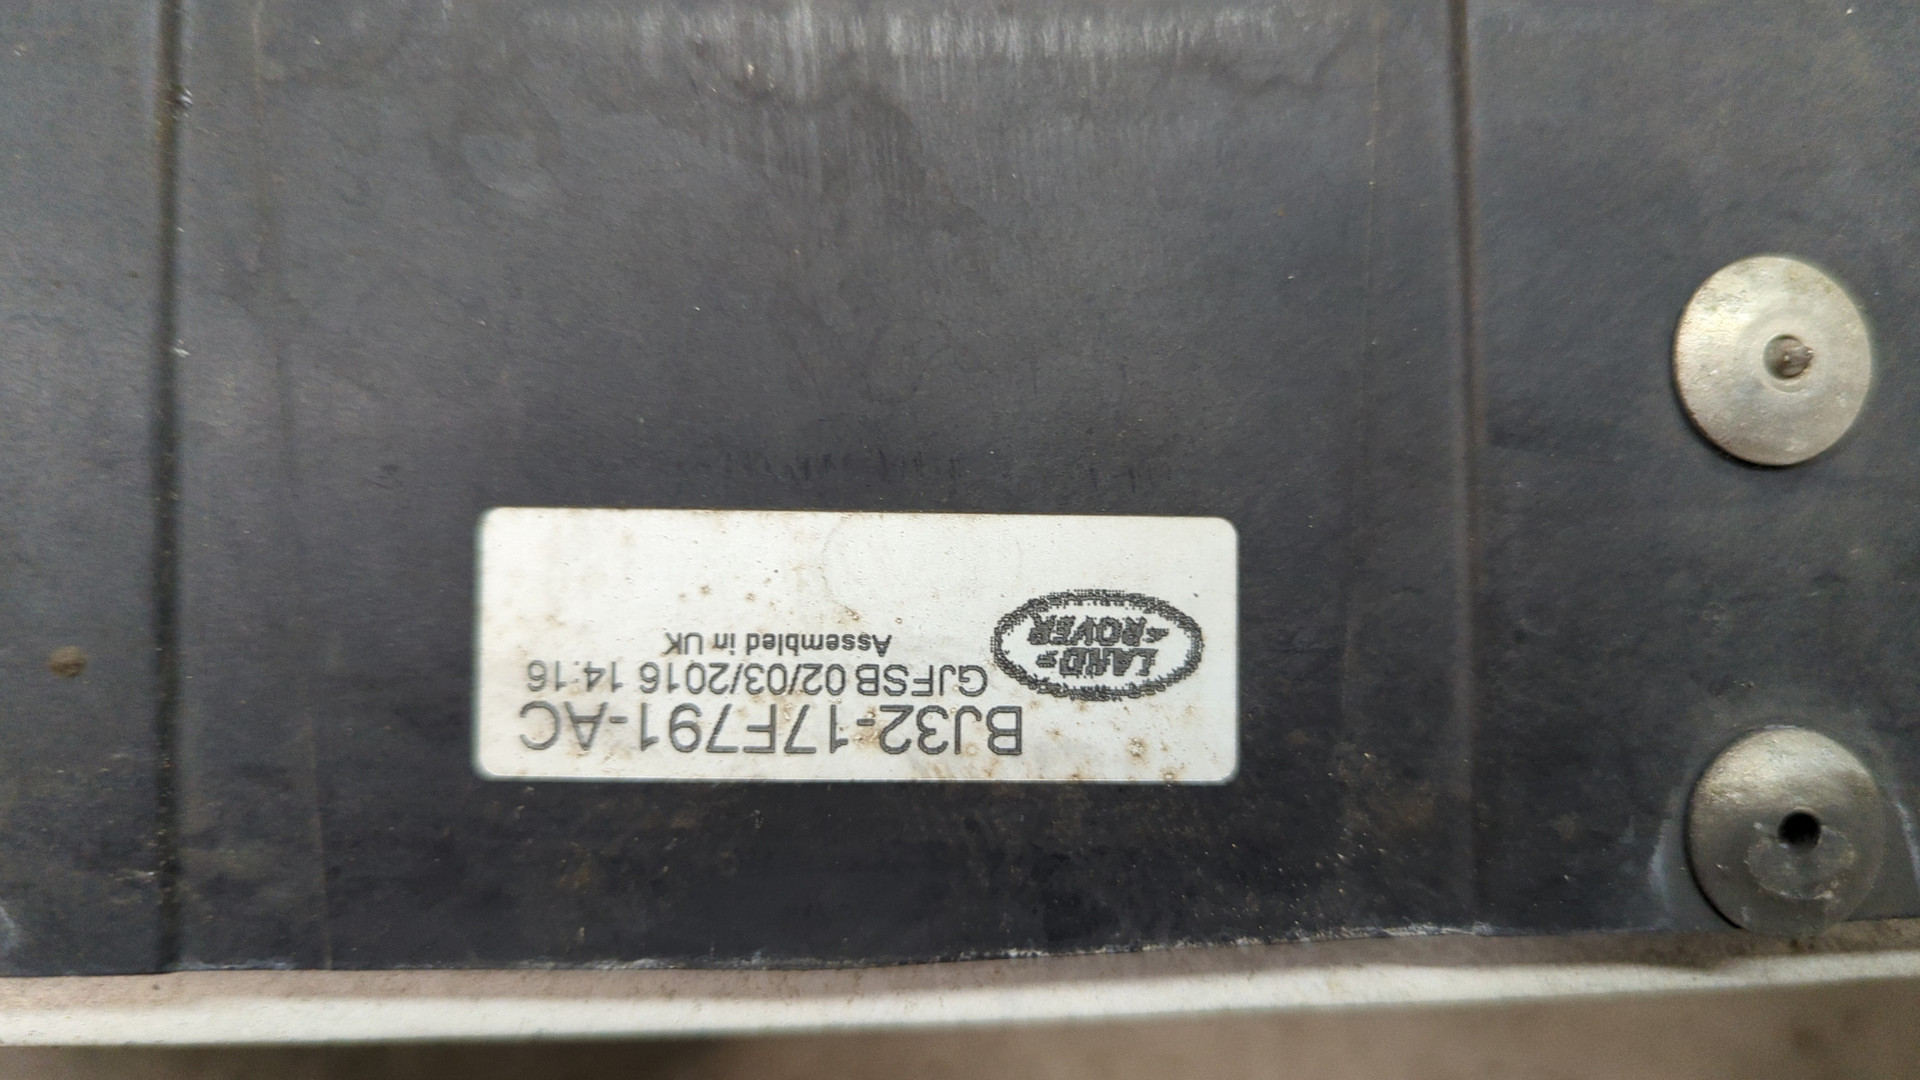 LAND
ROVER
BJ32-17F791-AC
GJFSB 02/03/2016 14:16
Assembled in UK